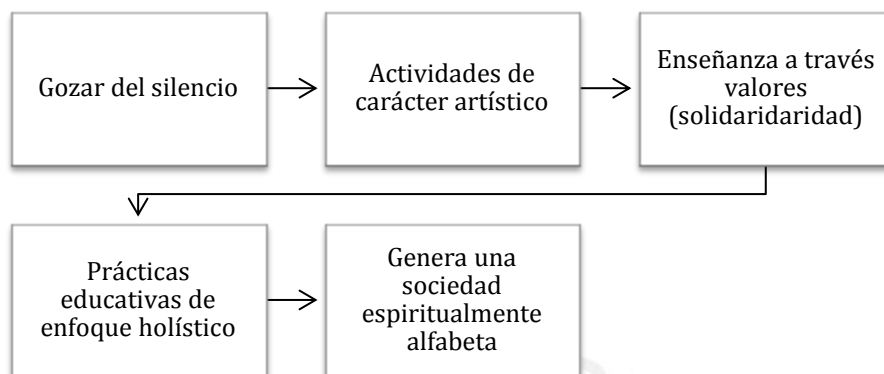 Gozar del silencio
Actividades de
carácter artístico
Enseñanza a través
valores
(solidaridaridad)
Prácticas
educativas de
enfoque holístico
Genera una
sociedad
espiritualmente
alfabeta